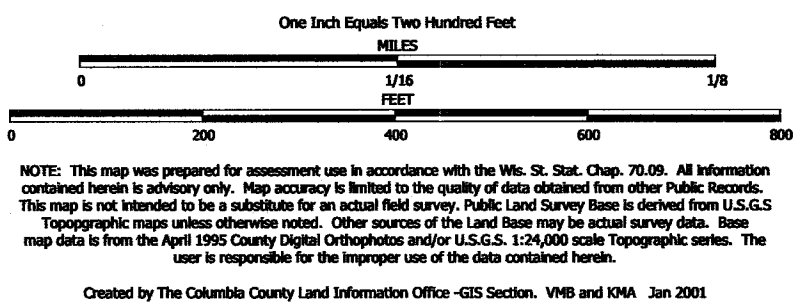 One Inch Equals Two Hundred Feet
MILES
0 1/16 1/8
FEET
0 200 400 600 800
NOTE: This map was prepared for assessment use in accordance with the Wis. St. Stat. Chap. 70.09. All information
contained herein is advisory only. Map accuracy is limited to the quality of data obtained from other Public Records.
This map is not intended to be a substitute for an actual field survey. Public Land Survey Base is derived from U.S.G.S
Topopgraphic maps unless otherwise noted. Other sources of the Land Base may be actual survey data. Base
map data is from the April 1995 County Digital Orthophotos and/or U.S.G.S. 1:24,000 scale Topographic series. The
user is responsible for the improper use of the data contained herein.
Created by The Columbia County Land Information Office -GIS Section. VMB and KMA Jan 2001